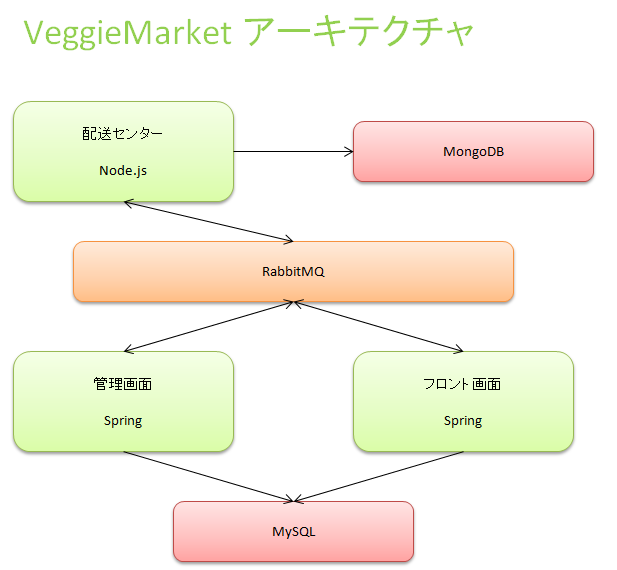 VeggieMarket アーキテクチャ
配送センター
Node.js
MongoDB
RabbitMQ
管理画面
Spring
フロント画面
Spring
MySQL